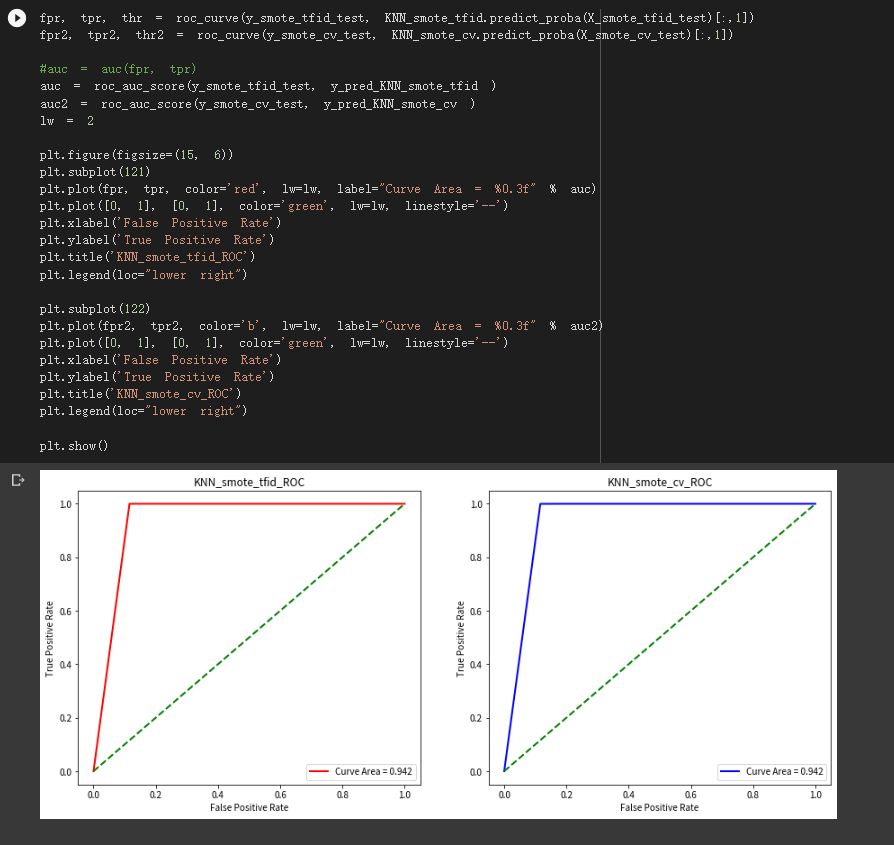 fpr, tpr, thr = roc_curve(y_smote_tfid_test, KNN_smote_tfid.predict_proba(X_smote_tfid_test)[:,1])
fpr2, tpr2, thr2 = roc_curve(y_smote_cv_test, KNN_smote_cv.predict_proba(X_smote_cv_test)[:,1])
#auc = auc(fpr, tpr)
auc = roc_auc_score(y_smote_tfid_test, y_pred_KNN_smote_tfid )
auc2 = roc_auc_score(y_smote_cv_test, y_pred_KNN_smote_cv )
lw = 2
plt.figure(figsize=(15, 6))
plt.subplot(121)
plt.plot(fpr, tpr, color='red', lw=lw, label="Curve Area = %0.3f" % auc)
plt.plot([0, 1], [0, 1], color='green', lw=lw, linestyle='--')
plt.xlabel('False Positive Rate')
plt.ylabel('True Positive Rate')
plt.title('KNN_smote_tfid_ROC')
plt.legend(loc="lower right")
plt.subplot(122)
plt.plot(fpr2, tpr2, color='b', lw=lw, label="Curve Area = %0.3f" % auc2)
plt.plot([0, 1], [0, 1], color='green', lw=lw, linestyle='--')
plt.xlabel('False Positive Rate')
plt.ylabel('True Positive Rate')
plt.title('KNN_smote_cv_ROC')
plt.legend(loc="lower right")
plt.show()
KNN_smote_tfid_ROC
1.0
0.8
0.6
0.4
0.2
0.0
True Positive Rate
Curve Area = 0.942
0.0 0.2 0.4 0.6 0.8 1.0
False Positive Rate
KNN_smote_cv_ROC
1.0
0.8
0.6
0.4
0.2
0.0
True Positive Rate
Curve Area = 0.942
0.0 0.2 0.4 0.6 0.8 1.0
False Positive Rate